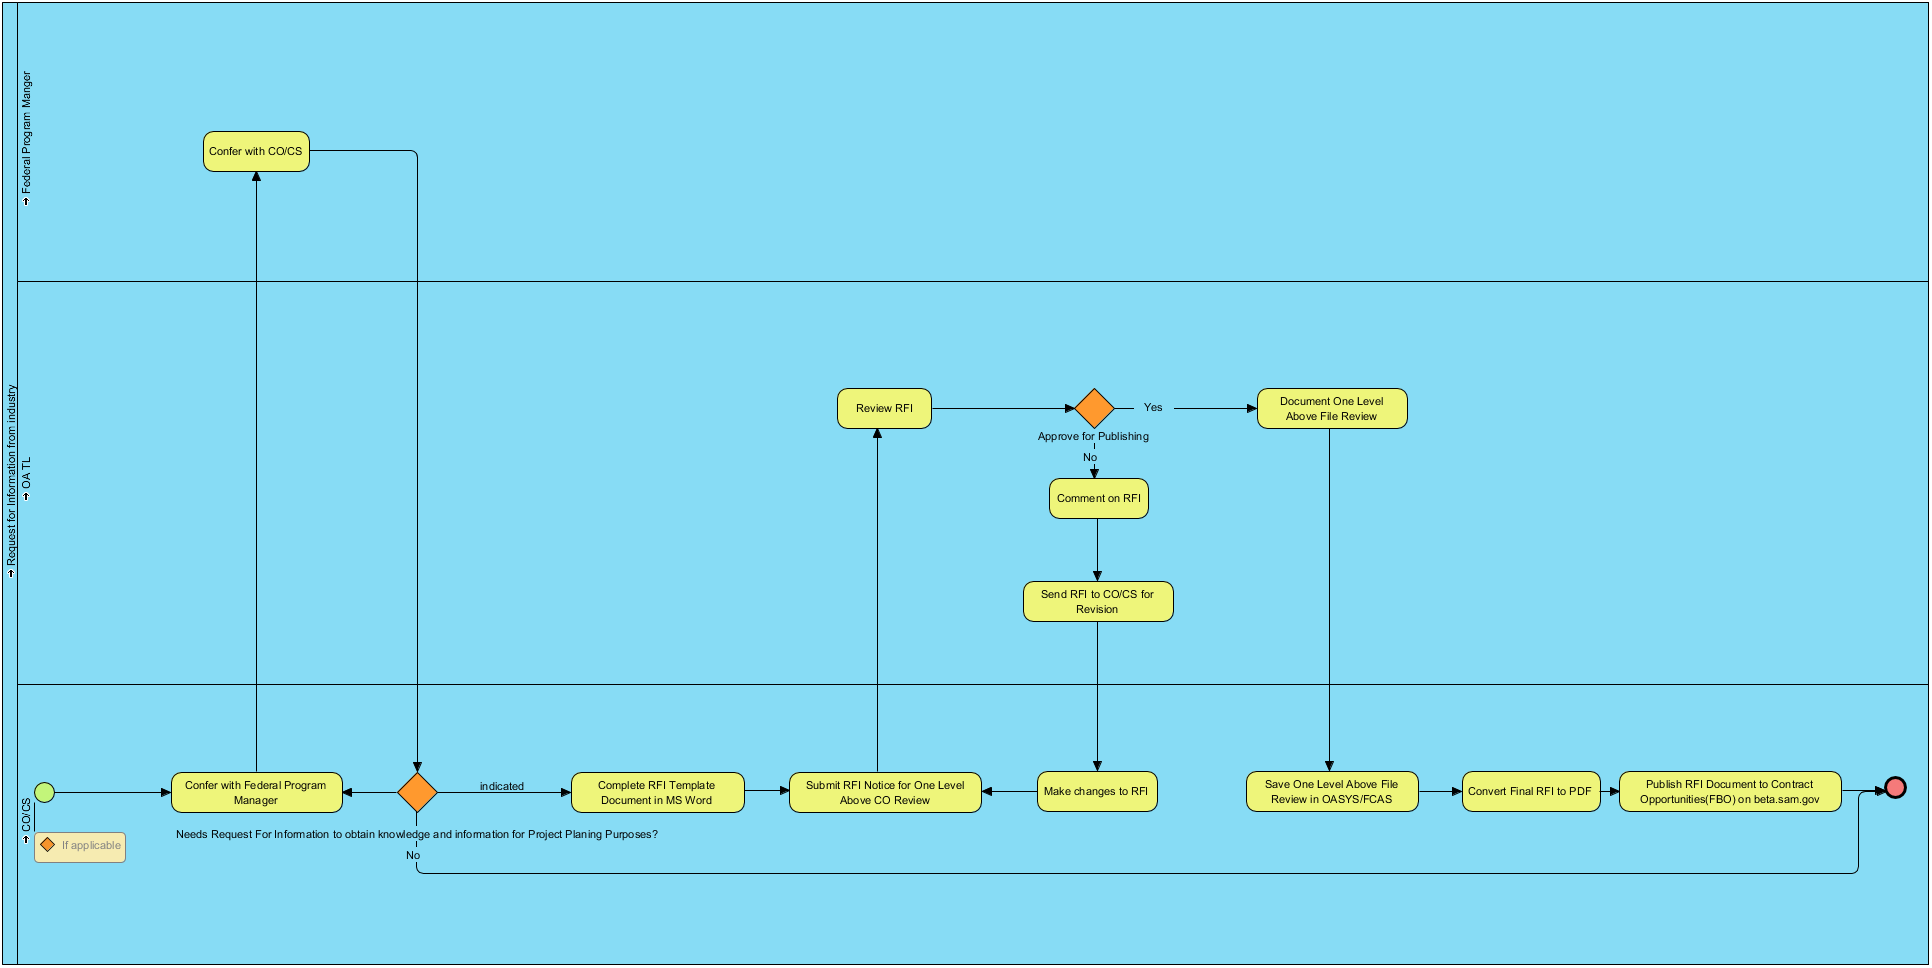 Request for Information from industry
Federal Program Manger
Confer with CO/CS
OA TL
Review RFI
Yes
Document One Level
Above File Review
Approve for Publishing
No
Comment on RFI
Send RFI to CO/CS for
Revision
CO/CS
If applicable
Confer with Federal Program
Manager
indicated
Complete RFI Template
Document in MS Word
Submit RFI Notice for One Level
Above CO Review
Make changes to RFI
Save One Level Above File
Review in OASYS/FCAS
Convert Final RFI to PDF
Publish RFI Document to Contract
Opportunities(FBO) on beta.sam.gov
Needs Request For Information to obtain knowledge and information for Project Planing Purposes?
No